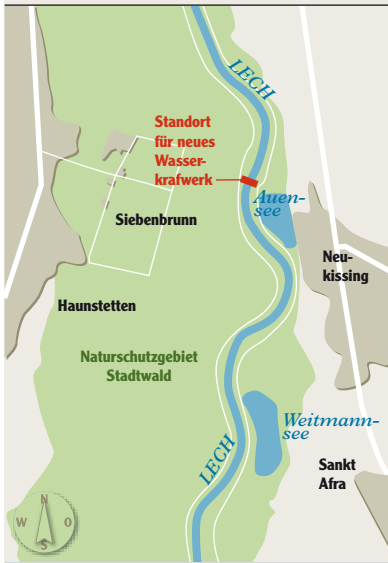 LECH
Standort
für neues
Wasser-
krafwerk
Auen-
see
Siebenbrunn
Neu-
kissing
Haunstetten
Naturschutzgebiet
Stadtwald
Weitmann-
see
LECH
Sankt
Afra
N
W O
S